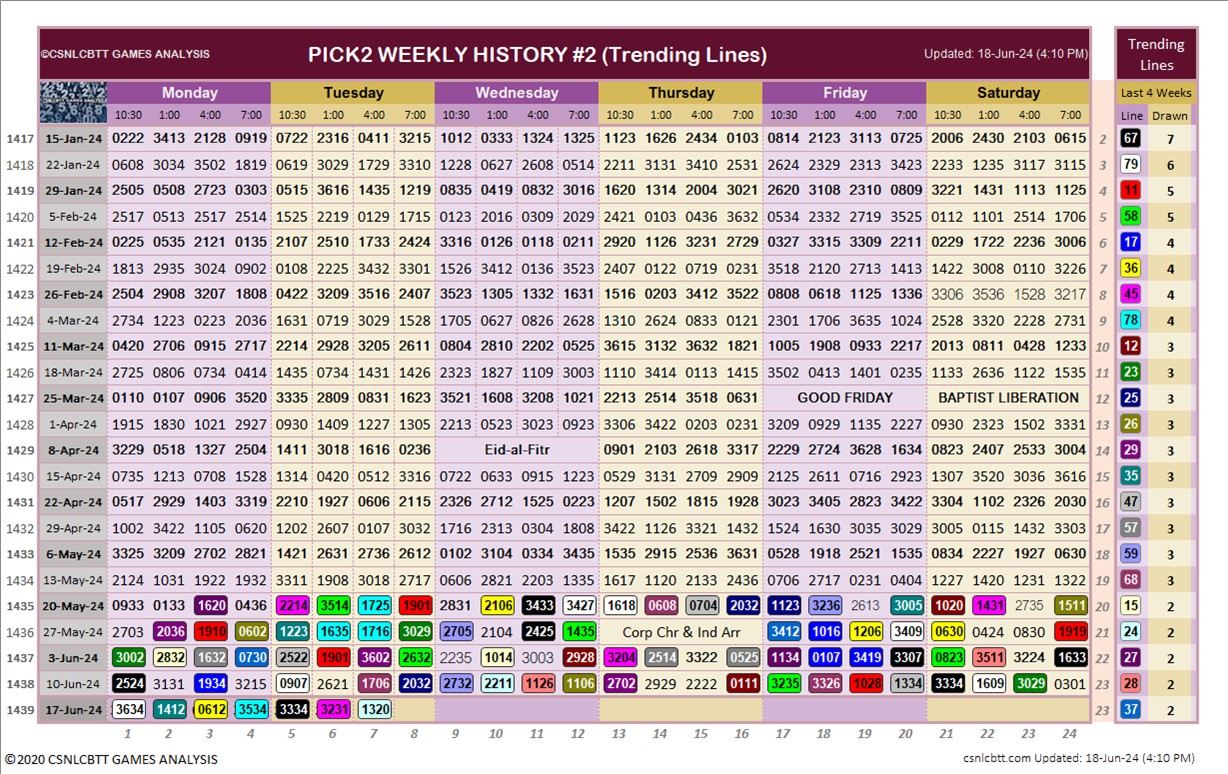 ©CSNLCBTT GAMES ANALYSIS PICK2 WEEKLY HISTORY #2 (Trending Lines) Updated: 18-Jun-24 (4:10 PM) Trending Lines
Monday Tuesday Wednesday Thursday Friday Saturday Last 4 Weeks
10:30 1:00 4:00 7:00 10:30 1:00 4:00 7:00 10:30 1:00 4:00 7:00 10:30 1:00 4:00 7:00 10:30 1:00 4:00 7:00 10:30 1:00 4:00 7:00 Line Drawn
1417 15-Jan-24 0222 3413 2128 0919 0722 2316 0411 3215 1012 0333 1324 1325 1123 1626 2434 0103 0814 2123 3113 0725 2006 2430 2103 0615 2 67 7
1418 22-Jan-24 0608 3034 3502 1819 0619 3029 1729 3310 1228 0627 2608 0514 2211 3131 3410 2531 2624 2329 2113 3423 2233 1235 3117 3115 3 79 6
1419 29-Jan-24 2505 0508 2723 0303 0515 3616 1435 1219 0835 0419 0832 3016 1620 1314 2004 3021 2620 3108 2310 0809 3221 1431 1113 1125 4 11 5
1420 5-Feb-24 2517 0513 2517 2514 1525 2219 0129 1715 0123 2016 0309 2029 2421 0103 0436 3632 0534 2332 2719 3525 0112 1101 2514 1706 5 58 5
1421 12-Feb-24 0225 0535 2121 0135 2107 2510 1733 2424 3316 0126 0118 0211 2920 1126 3231 2729 0327 3315 3309 2211 0229 1722 2236 3006 6 17 4
1422 19-Feb-24 1813 2935 3024 0902 0108 2225 3432 3301 1526 3412 0136 3523 2407 0122 0719 0231 3518 2120 2713 1413 1422 3008 0110 3226 7 36 4
1423 26-Feb-24 2504 2908 3207 1808 0422 3209 3516 2407 3523 1305 1332 1631 1516 0203 3412 3522 0808 0618 1125 1336 3306 3536 1528 3217 8 45 4
1424 4-Mar-24 2734 1223 0223 2036 1631 0719 3029 1523 1705 0627 0826 2628 1310 2624 0833 0121 2301 1706 3635 1024 2528 3320 2228 2731 9 78 4
1425 11-Mar-24 0420 2706 0915 2717 2214 2928 3205 2611 0804 2810 2202 0525 3615 3132 3632 1821 1005 1908 0933 2217 2013 0811 0428 1233 10 12 3
1426 18-Mar-24 2725 0806 0734 0414 1435 0734 1431 1426 2323 1827 1109 3003 1110 3414 0113 1415 3502 0413 1401 0235 1133 2636 1122 1535 11 23 3
1427 25-Mar-24 0110 0107 0906 3520 3335 2809 0831 1623 3521 1608 3208 1021 2213 2514 3518 0631 GOOD FRIDAY BAPTIST LIBERATION 12 25 3
1428 1-Apr-24 1915 1830 1021 2927 0930 1409 1227 1305 2213 0523 3023 0923 3306 3422 0203 0231 3209 0929 1135 2227 0930 2323 1502 3331 13 26 3
1429 8-Apr-24 3229 0518 1327 2504 1411 3018 1616 0239 Eid-al-Fitr 0901 2103 2618 3317 2229 2724 3628 1634 0823 2407 2533 3004 14 29 3
1430 15-Apr-24 0735 1213 0708 1528 1314 0420 0512 3313 0722 0633 0915 1223 0529 3131 2709 2909 2125 2611 0716 2923 1307 3520 3036 3616 15 35 3
1431 22-Apr-24 0517 2929 1403 3319 2210 1927 0606 2115 2326 2712 1525 0223 1207 1502 1815 1928 3023 3405 2823 3422 3304 1102 2326 2030 16 47 3
1432 29-Apr-24 1002 3422 1105 0620 1202 2607 0107 3032 1716 2313 0304 1808 3422 1126 3321 1432 1524 1630 3035 3029 3005 0115 1432 3303 17 57 3
1433 6-May-24 3325 3209 2702 2821 1421 2631 2736 2612 0102 3104 0334 3435 1535 2915 2536 3631 0528 1918 2521 1535 0834 2227 1927 0630 18 59 3
1434 13-May-24 2124 1031 1922 1932 3311 1908 3018 2717 0606 2821 2203 1335 1617 1120 2133 2436 0706 2717 0231 0404 1227 1420 1231 1322 19 68 3
1435 20-May-24 0933 0133 1620 0436 2214 3514 1725 1901 2831 2106 3433 3427 1618 0608 0704 2032 1123 3236 2613 3005 1020 1431 2735 1511 20 15 2
1436 27-May-24 2703 2036 1910 0602 1223 1635 1716 3029 2705 2104 2425 1435 Corp Chr & Ind Arr 3412 1016 1206 3409 0630 0424 0830 1919 21 24 2
1437 3-Jun-24 3002 2832 1632 0730 2522 1901 3602 2632 2235 1014 3003 2928 3204 2514 3322 0525 1134 0107 3419 3307 0823 3511 3224 1633 22 27 2
1438 10-Jun-24 2524 3131 1934 3215 0907 2621 1706 2032 2732 2211 1126 1106 2702 2929 2222 0111 3235 3326 1028 1334 3334 1609 3029 0301 23 28 2
1439 17-Jun-24 3634 1412 0612 3534 3334 3231 1320 23 37 2
1 2 3 4 5 6 7 8 9 10 11 12 13 14 15 16 17 18 19 20 21 22 23 24
©2020 CSNLCBTT GAMES ANALYSIS csnlcbtt.com Updated: 18-Jun-24 (4:10 PM)